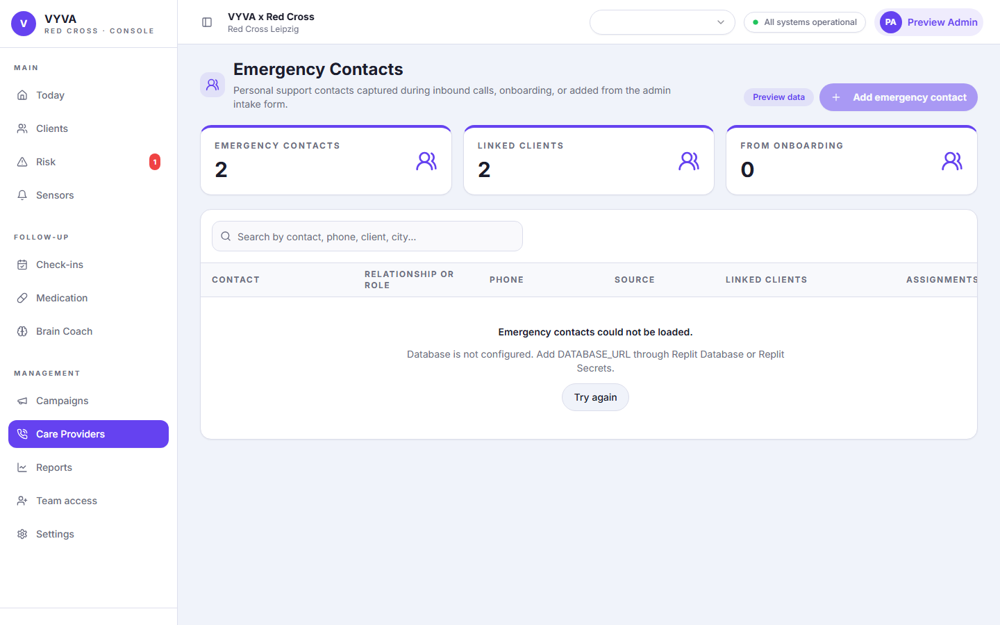 V
VYVA
RED CROSS · CONSOLE
VYVA x Red Cross
Red Cross Leipzig
All systems operational
PA
Preview Admin
MAIN
Today
Clients
Risk
1
Sensors
FOLLOW-UP
Check-ins
Medication
Brain Coach
MANAGEMENT
Campaigns
Care Providers
Reports
Team access
Settings
Emergency Contacts
Personal support contacts captured during inbound calls, onboarding, or added from the admin
intake form.
Preview data
Add emergency contact
EMERGENCY CONTACTS
2
LINKED CLIENTS
2
FROM ONBOARDING
0
Search by contact, phone, client, city...
CONTACT
RELATIONSHIP OR
ROLE
PHONE
SOURCE
LINKED CLIENTS
ASSIGNMENTS
Emergency contacts could not be loaded.
Database is not configured. Add DATABASE_URL through Replit Database or Replit
Secrets.
Try again